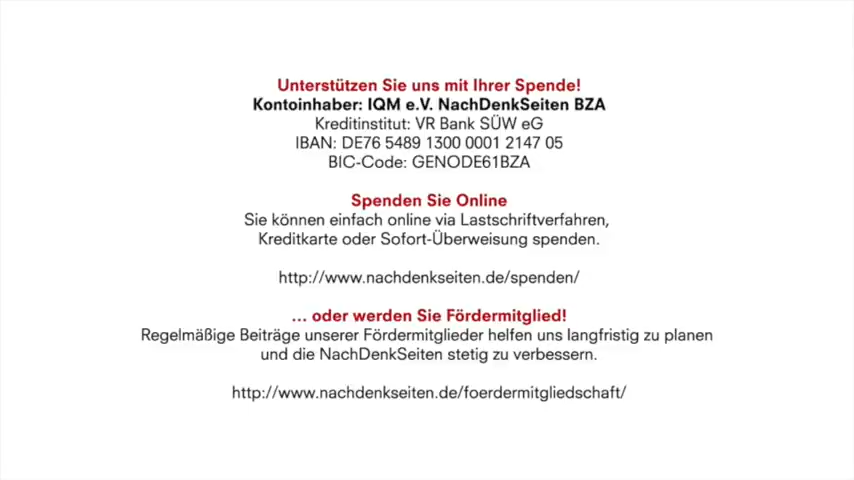 Unterstützen Sie uns mit Ihrer Spende!
Kontoinhaber: IQM e.V. NachDenkSeiten BZA
Kreditinstitut: VR Bank SÜW eG
IBAN: DE76 5489 1300 0001 2147 05
BIC-Code: GENODE61BZA
Spenden Sie Online
Sie können einfach online via Lastschriftverfahren,
Kreditkarte oder Sofort-Überweisung spenden.
http://www.nachdenkseiten.de/spenden/
... oder werden Sie Fördermitglied!
Regelmäßige Beiträge unserer Fördermitglieder helfen uns langfristig zu planen
und die NachDenkSeiten stetig zu verbessern.
http://www.nachdenkseiten.de/foerdermitgliedschaft/